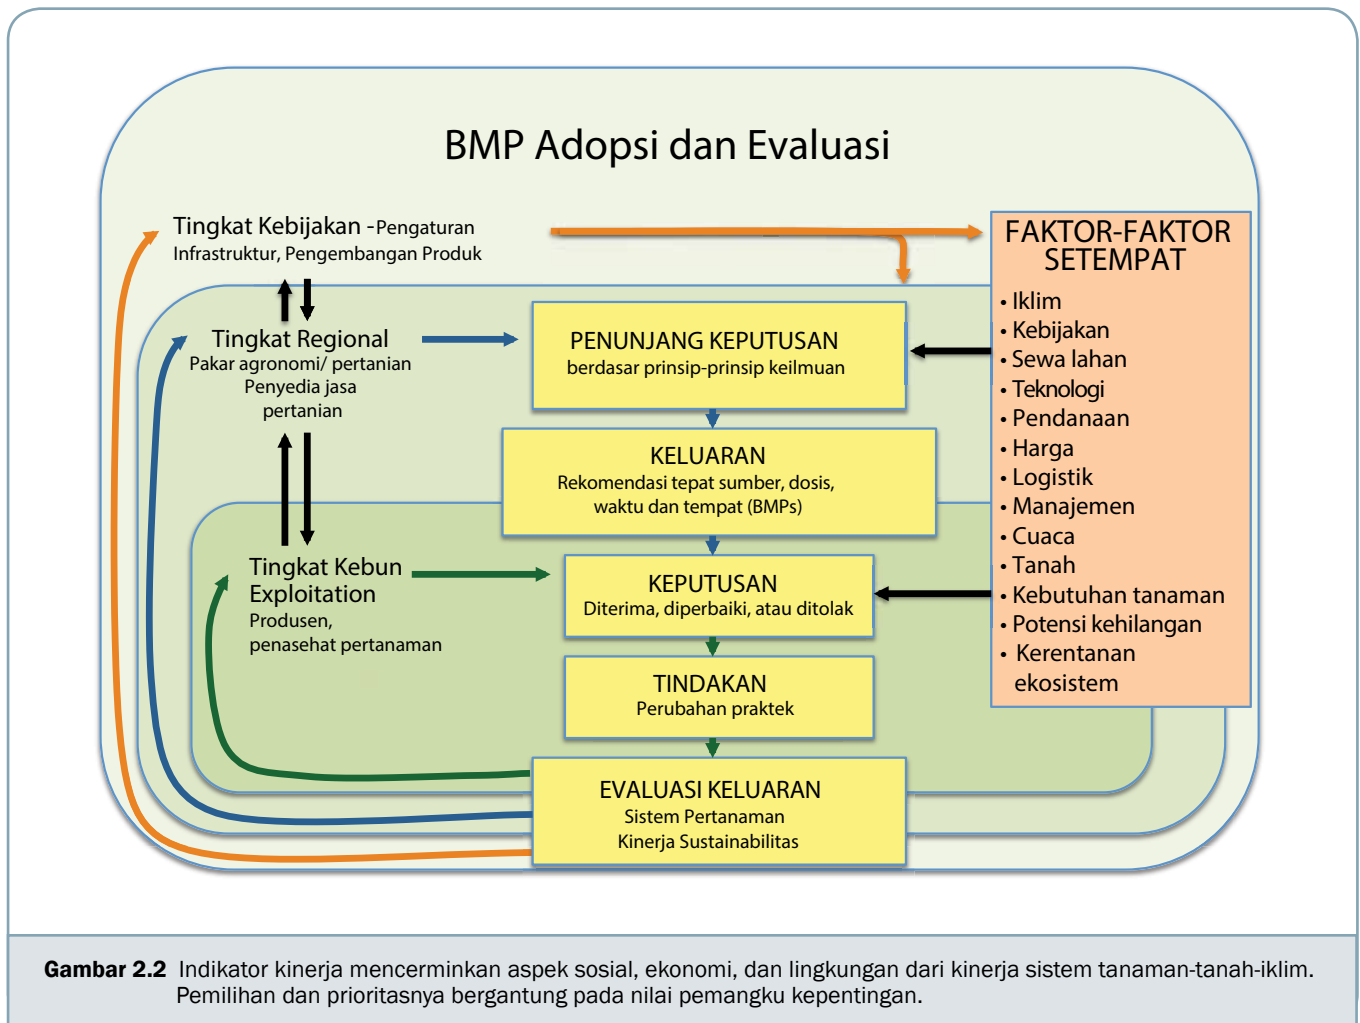 BMP Adopsi dan Evaluasi
Tingkat Kebijakan -Pengaturan
Infrastruktur, Pengembangan Produk
Tingkat Regional
Pakar agronomi/ pertanian
Penyedia jasa
pertanian
Tingkat Kebun
Exploitation
Produsen,
penasehat pertanaman
PENUNJANG KEPUTUSAN
berdasar prinsip-prinsip keilmuan
KELUARAN
Rekomendasi tepat sumber, dosis,
waktu dan tempat (BMPs)
KEPUTUSAN
Diterima, diperbaiki, atau ditolak
TINDAKAN
Perubahan praktek
EVALUASI KELUARAN
Sistem Pertanaman
Kinerja Sustainabilitas
FAKTOR-FAKTOR
SETEMPAT
• Iklim
• Kebijakan
• Sewa lahan
• Teknologi
• Pendanaan
• Harga
• Logistik
• Manajemen
• Cuaca
• Tanah
• Kebutuhan tanaman
• Potensi kehilangan
• Kerentanan
ekosistem
Gambar 2.2 Indikator kinerja mencerminkan aspek sosial, ekonomi, dan lingkungan dari kinerja sistem tanaman-tanah-iklim.
Pemilihan dan prioritasnya bergantung pada nilai pemangku kepentingan.